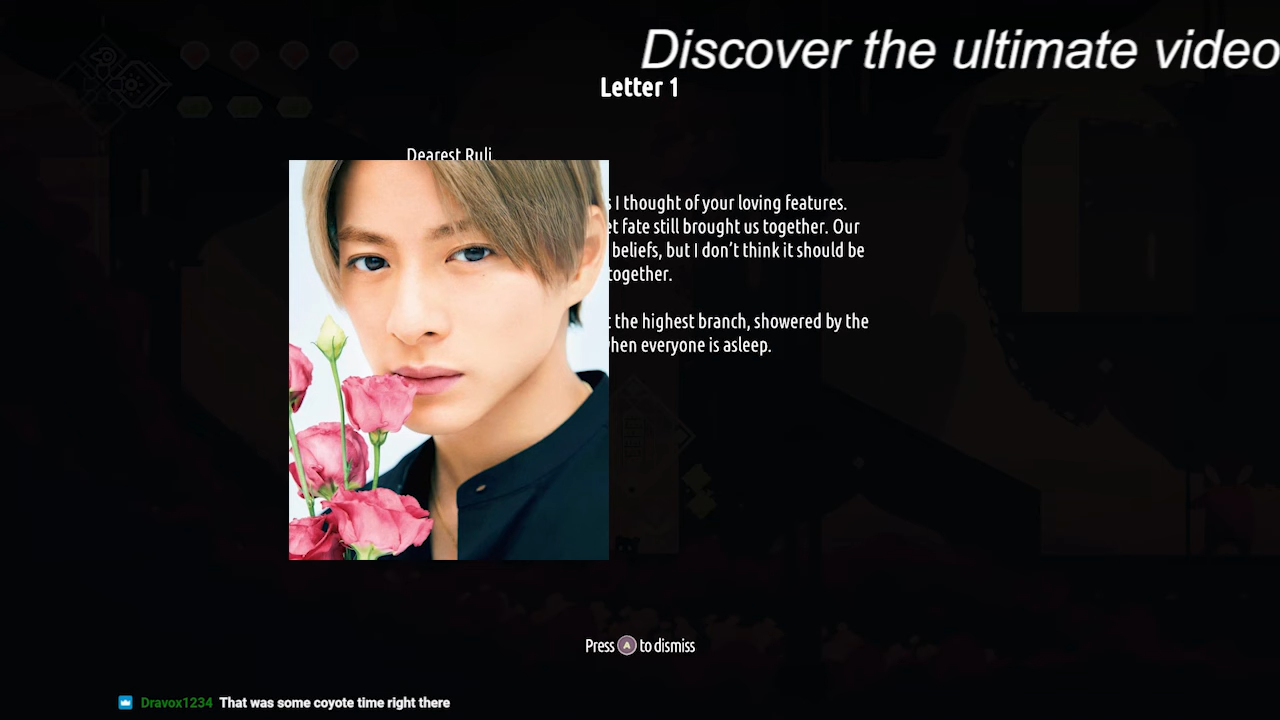 Discover the ultimate video
Letter 1
Dearest Ruli
I thought of your loving features.
fate still brought us together. Our
beliefs, but I don't think it should be
together.
the highest branch, showered by the
when everyone is asleep.
Press A to dismiss
Dravox1234 That was some coyote time right there